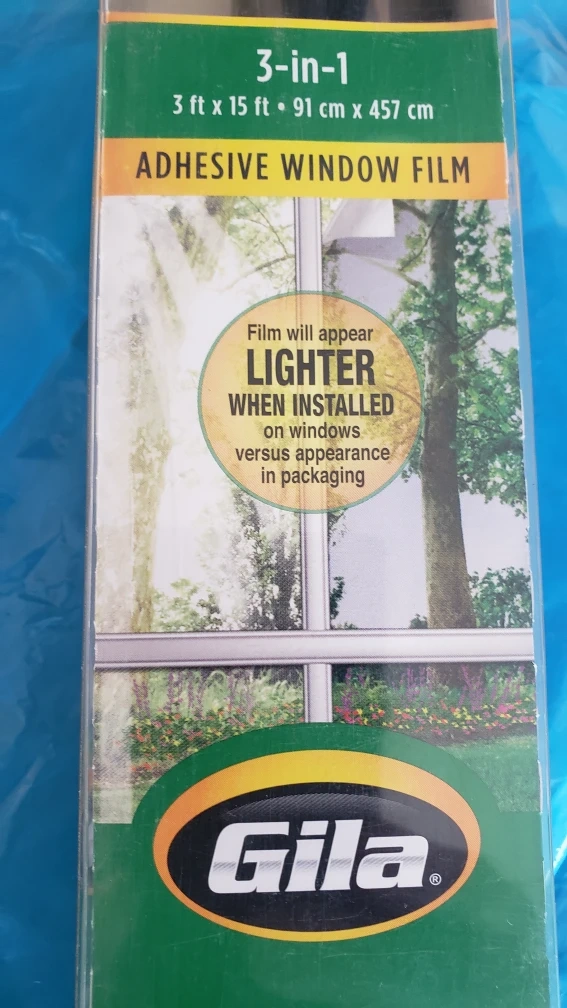 3-in-1
3 ft x 15 ft • 91 cm x 457 cm
ADHESIVE WINDOW FILM
Film will appear
LIGHTER
WHEN INSTALLED
on windows
versus appearance
in packaging
Gila®